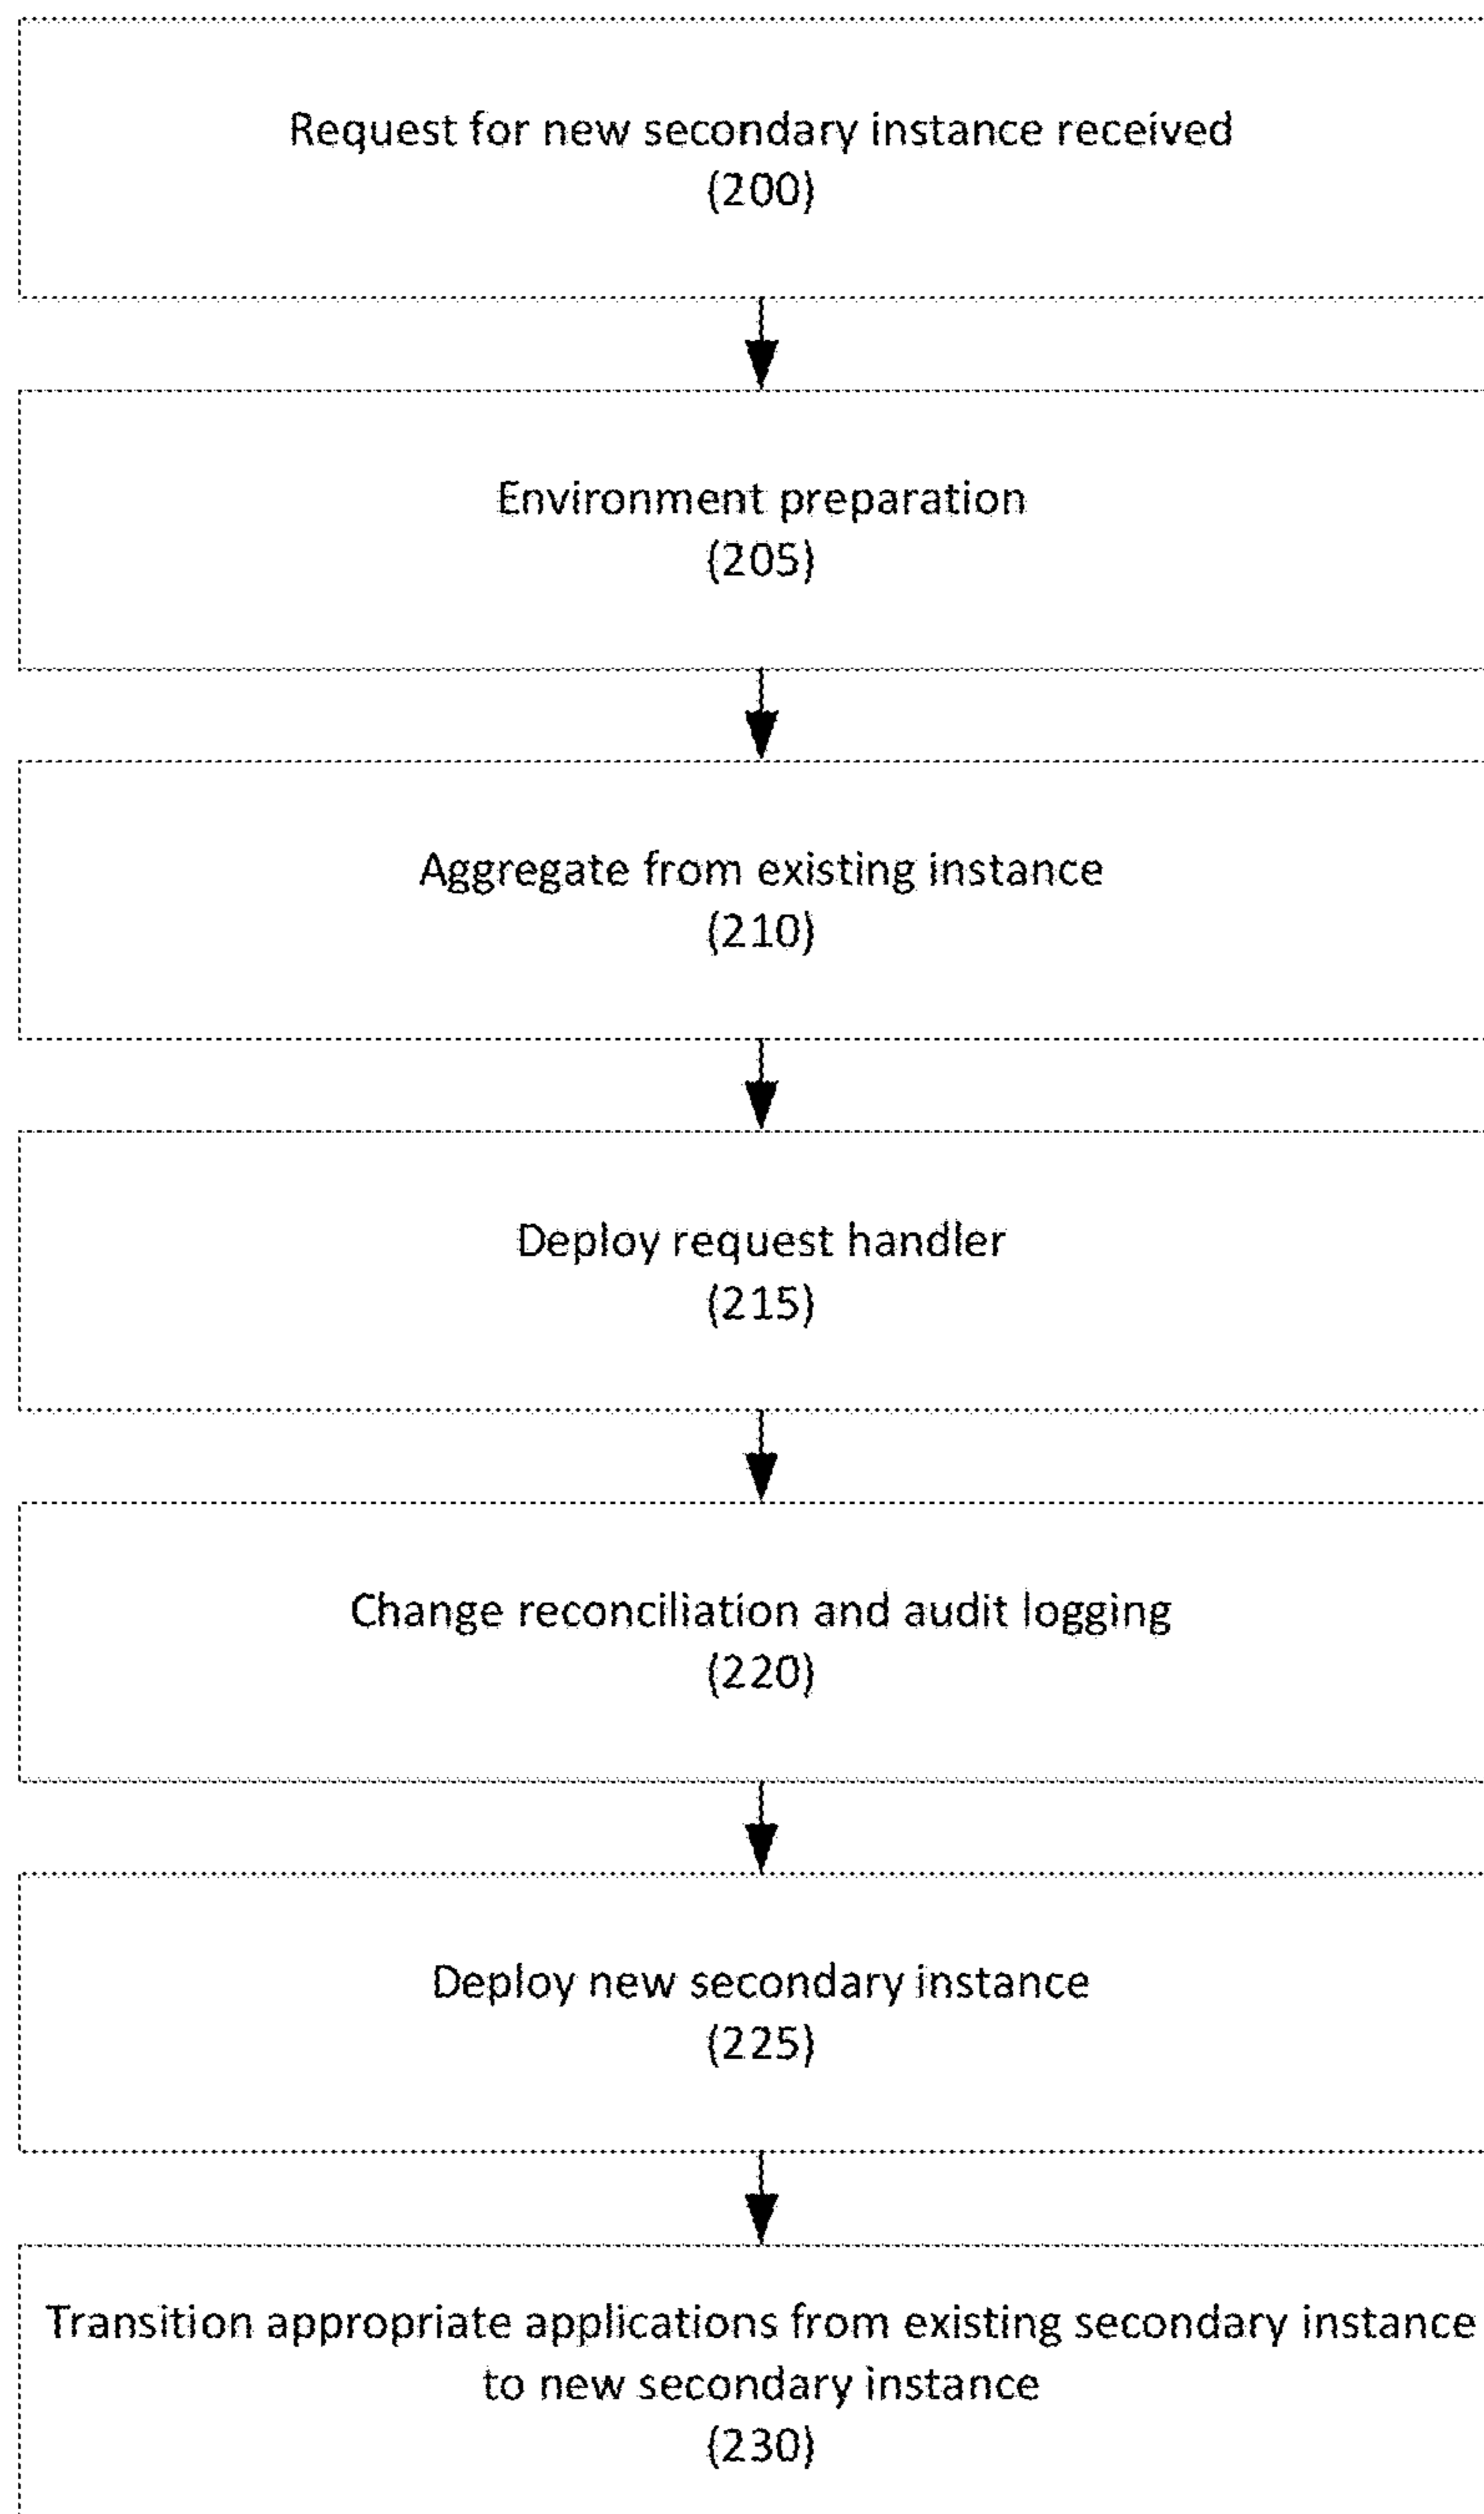 Request for new secondary instance received
(200)
Environment preparation
(205)
Aggregate from existing instance
(210)
Deploy request handler
(215)
Change reconciliation and audit logging
(220)
Deploy new secondary instance
(225)
Transition appropriate applications from existing secondary instance
to new secondary instance
(230)